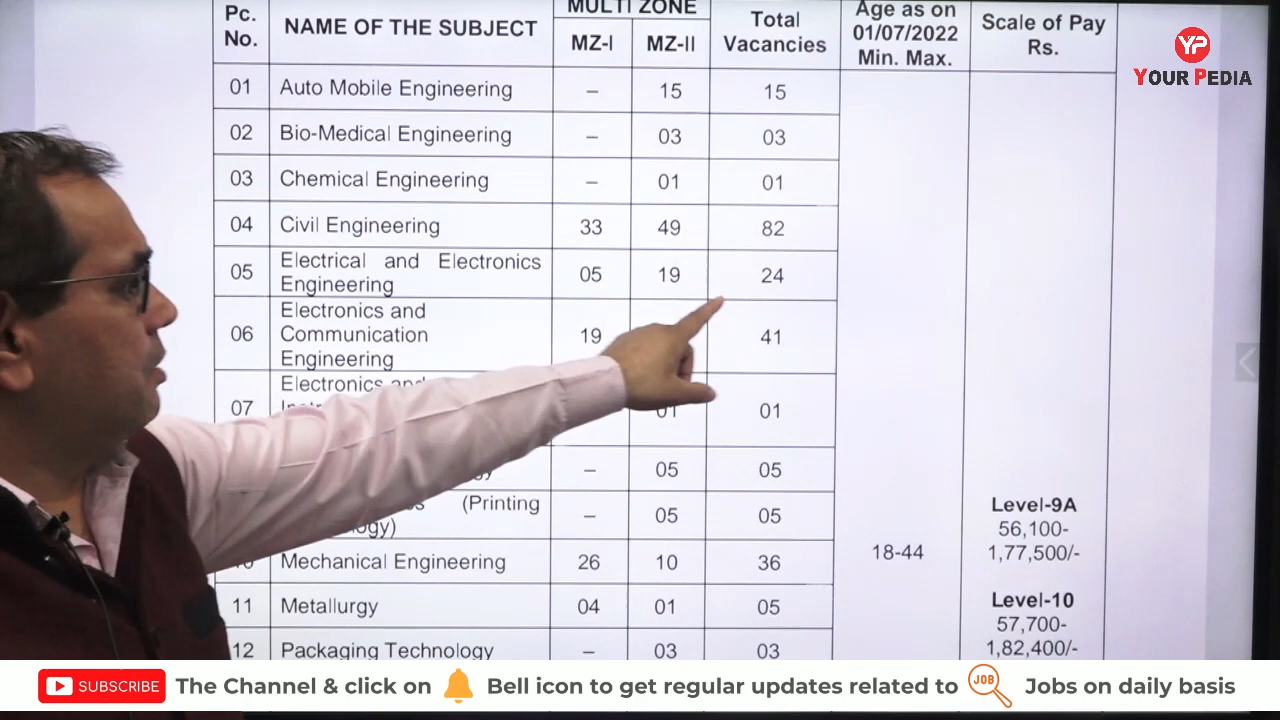 Pc. No. NAME OF THE SUBJECT MULTI ZONE MZ-I MZ-II Total Vacancies Age as on 01/07/2022 Min. Max. Scale of Pay Rs.
YP
YOUR PEDIA
01 Auto Mobile Engineering – 15 15
02 Bio-Medical Engineering – 03 03
03 Chemical Engineering – 01 01
04 Civil Engineering 33 49 82
05 Electrical and Electronics Engineering 05 19 24
06 Electronics and Communication Engineering 19 41
07 Electronics and 01 01
– 05 05
(Printing – 05 05
10 Mechanical Engineering 26 10 36
11 Metallurgy 04 01 05
12 Packaging Technology – 03 03
18-44
Level-9A
56,100-
1,77,500/-
Level-10
57,700-
1,82,400/-
SUBSCRIBE The Channel & click on Bell icon to get regular updates related to JOB Jobs on daily basis